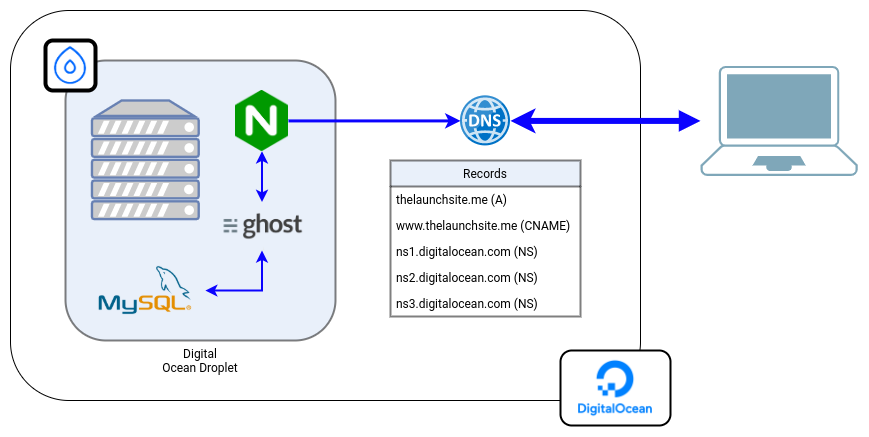 N
DNS
ghost
MySQL
Records
thelaunchsite.me (A)
www.thelaunchsite.me (CNAME)
ns1.digitalocean.com (NS)
ns2.digitalocean.com (NS)
ns3.digitalocean.com (NS)
Digital
Ocean Droplet
DigitalOcean